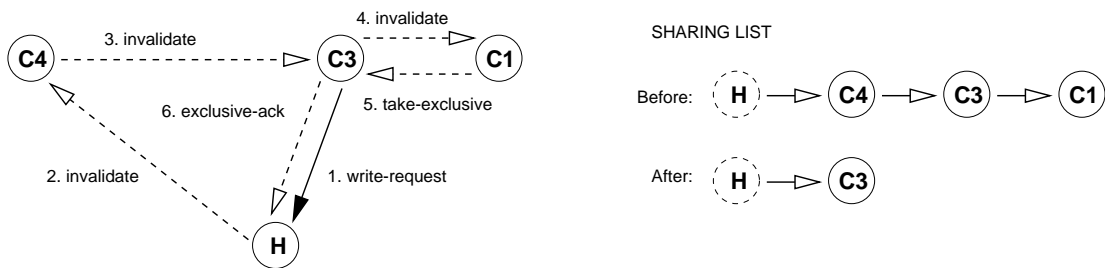 4. invalidate
3. invalidate
C4
C3
C1
5. take-exclusive
6. exclusive-ack
2. invalidate
1. write-request
H
SHARING LIST
Before:
H
C4
C3
C1
After:
H
C3